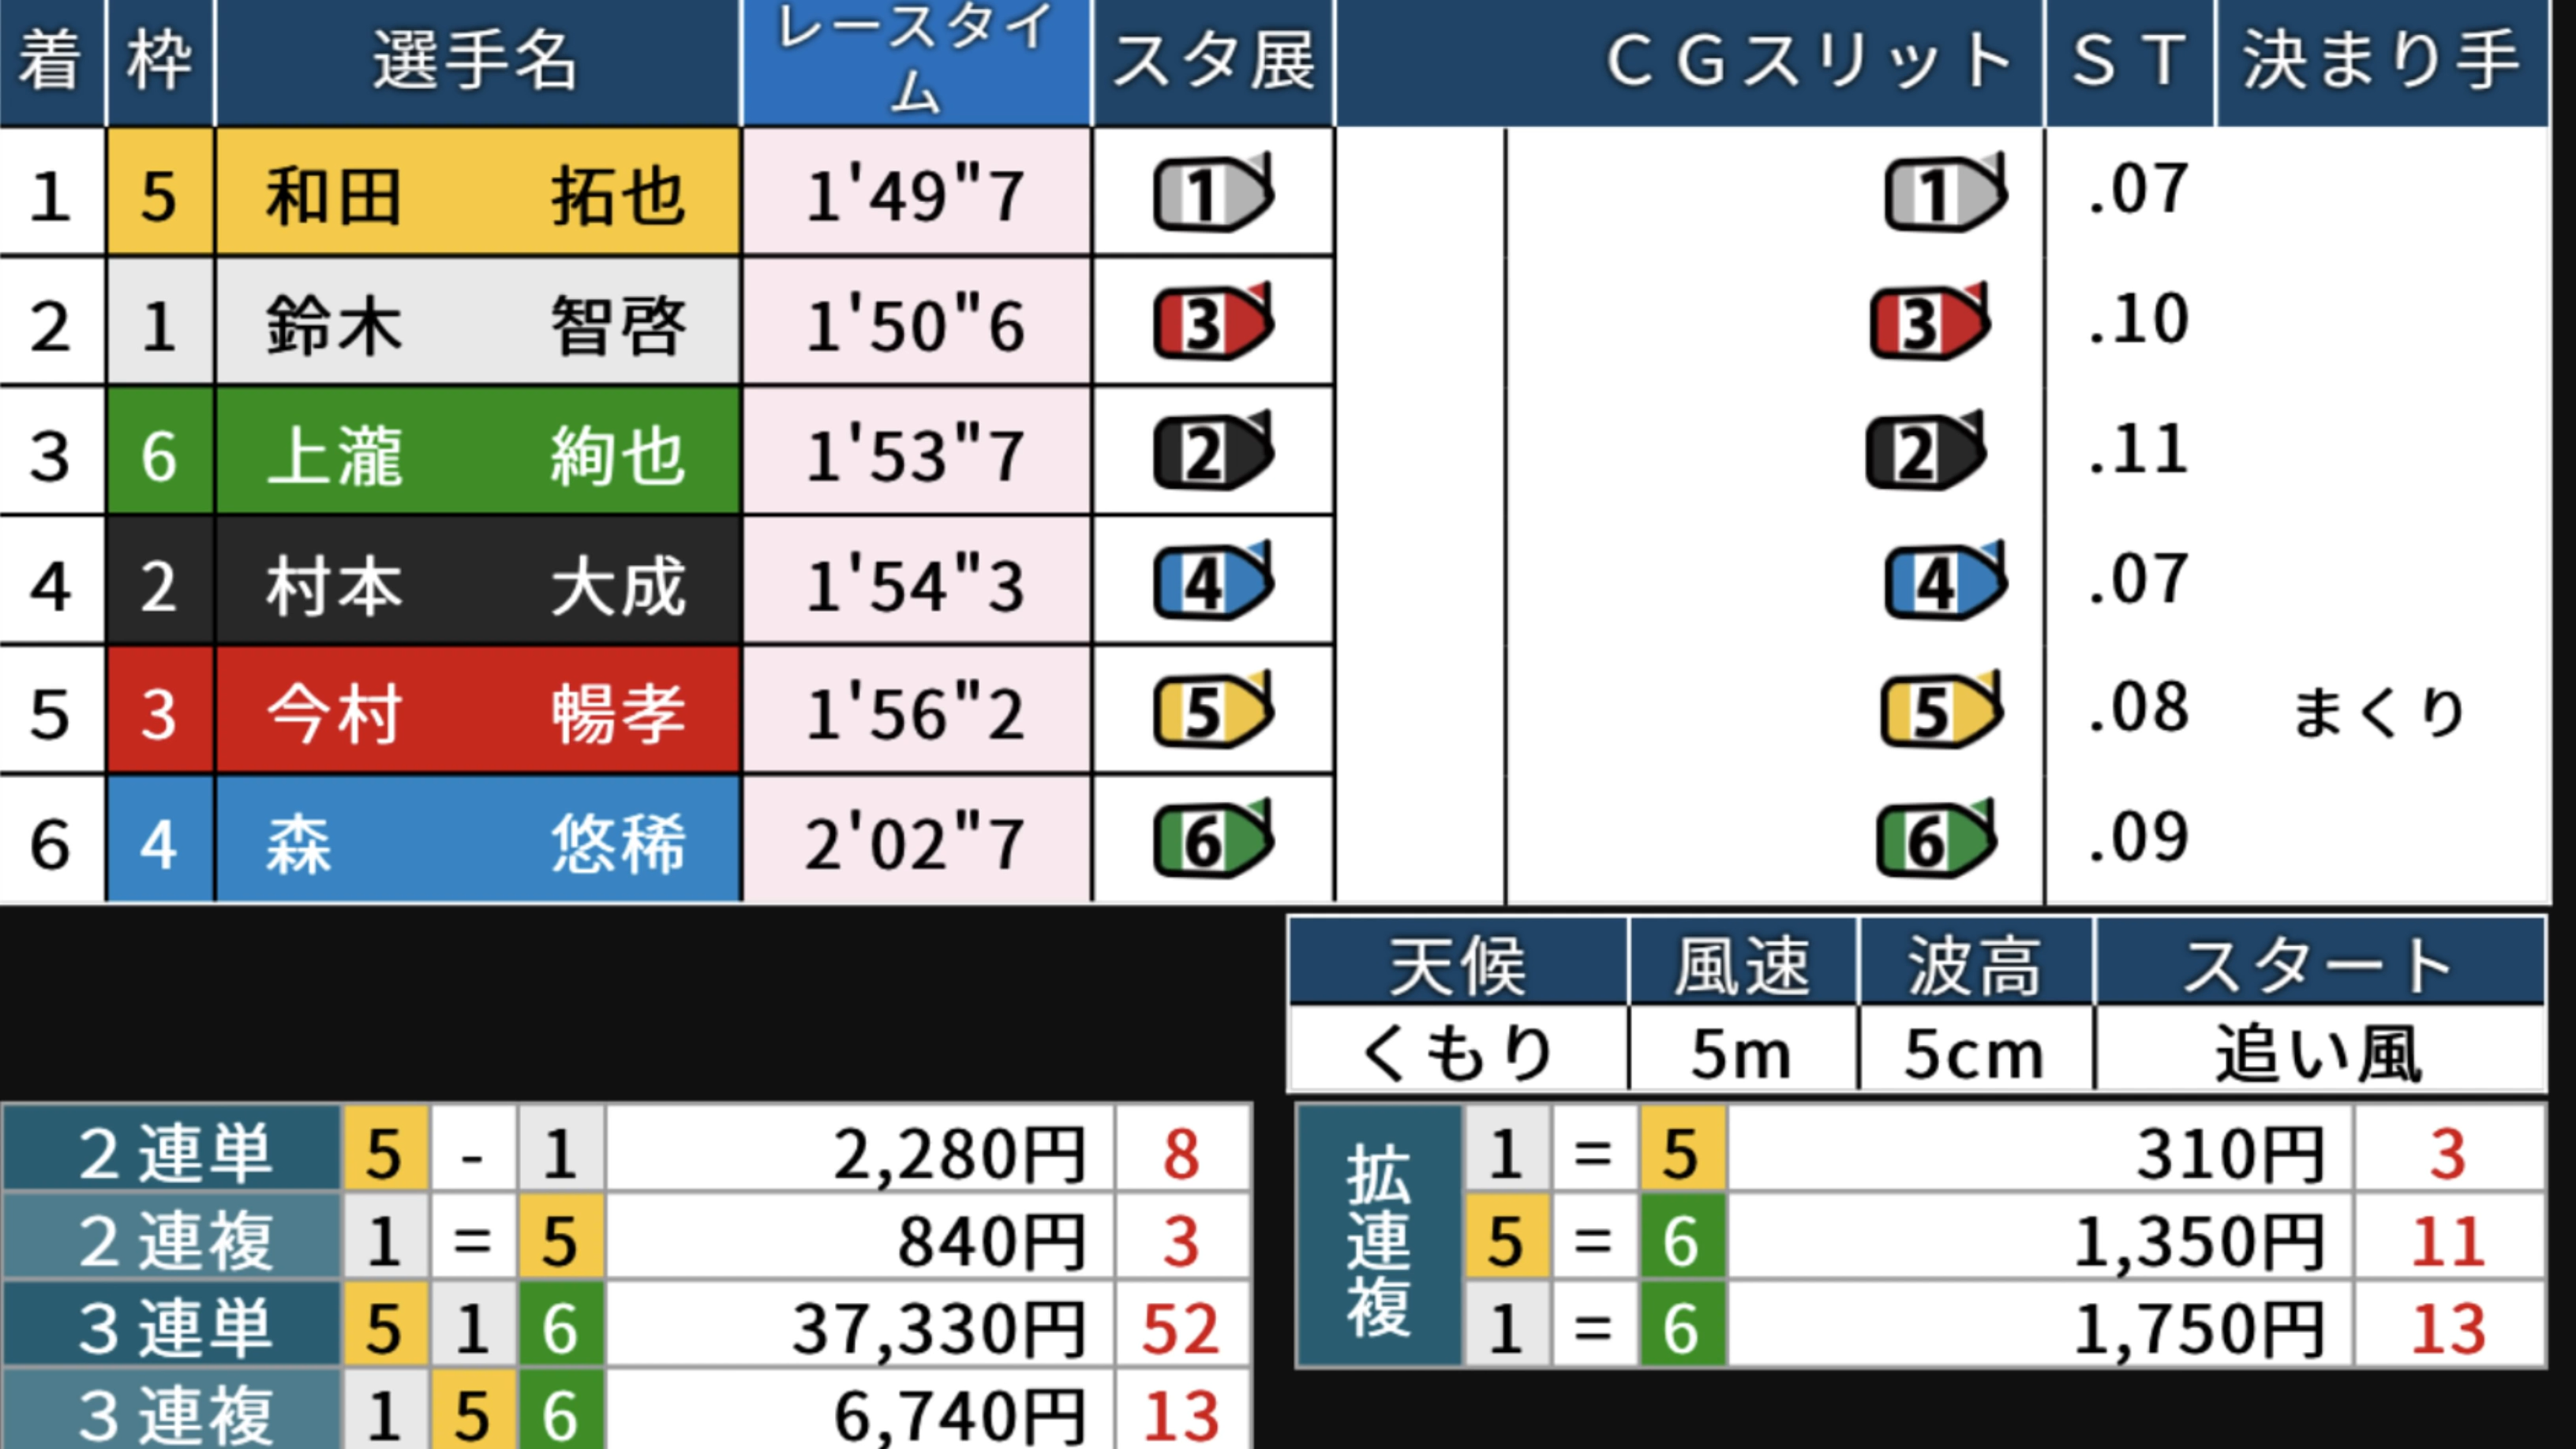 着 枠 選手名 レースタイム スタ展 CGスリット ST 決まり手
1 5 和田 拓也 1'49"7 1 1 .07
2 1 鈴木 智啓 1'50"6 3 3 .10
3 6 上瀧 絢也 1'53"7 2 2 .11
4 2 村本 大成 1'54"3 4 4 .07
5 3 今村 暢孝 1'56"2 5 5 .08 まくり
6 4 森 悠稀 2'02"7 6 6 .09
天候 風速 波高 スタート
くもり 5m 5cm 追い風
2連単 5 - 1 2,280円 8
2連複 1 = 5 840円 3
3連単 5 1 6 37,330円 52
3連複 1 5 6 6,740円 13
拡連複 1 = 5 310円 3
5 = 6 1,350円 11
1 = 6 1,750円 13